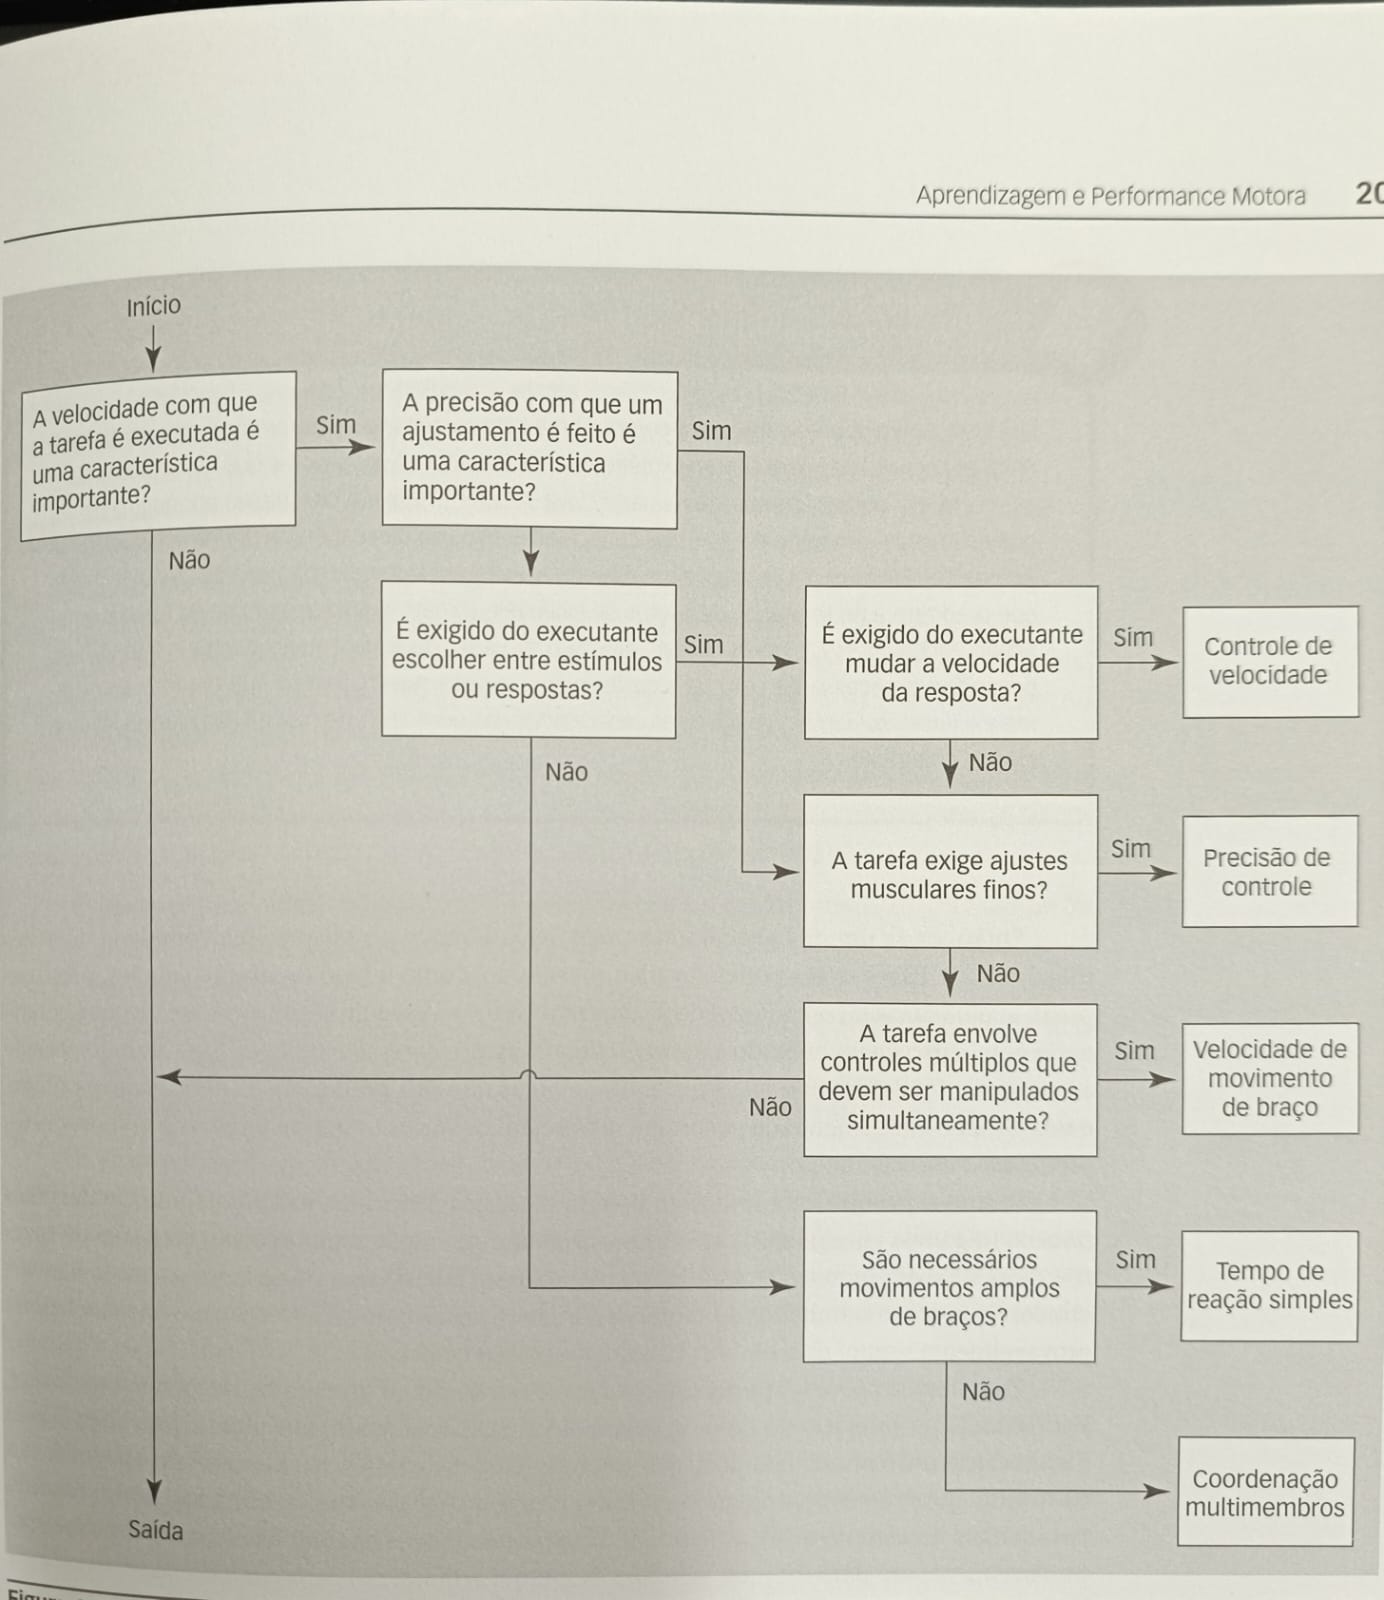 Aprendizagem e Performance Motora
Início
A velocidade com que
a tarefa é executada é
uma característica
importante?
Sim
Não
A precisão com que um
ajustamento é feito é
uma característica
importante?
Sim
É exigido do executante
escolher entre estímulos
ou respostas?
Sim
Não
É exigido do executante
mudar a velocidade
da resposta?
Sim
Não
Controle de
velocidade
A tarefa exige ajustes
musculares finos?
Sim
Não
Precisão de
controle
A tarefa envolve
controles múltiplos que
devem ser manipulados
simultaneamente?
Sim
Não
Velocidade de
movimento
de braço
São necessários
movimentos amplos
de braços?
Sim
Não
Tempo de
reação simples
Coordenação
multimembros
Saída